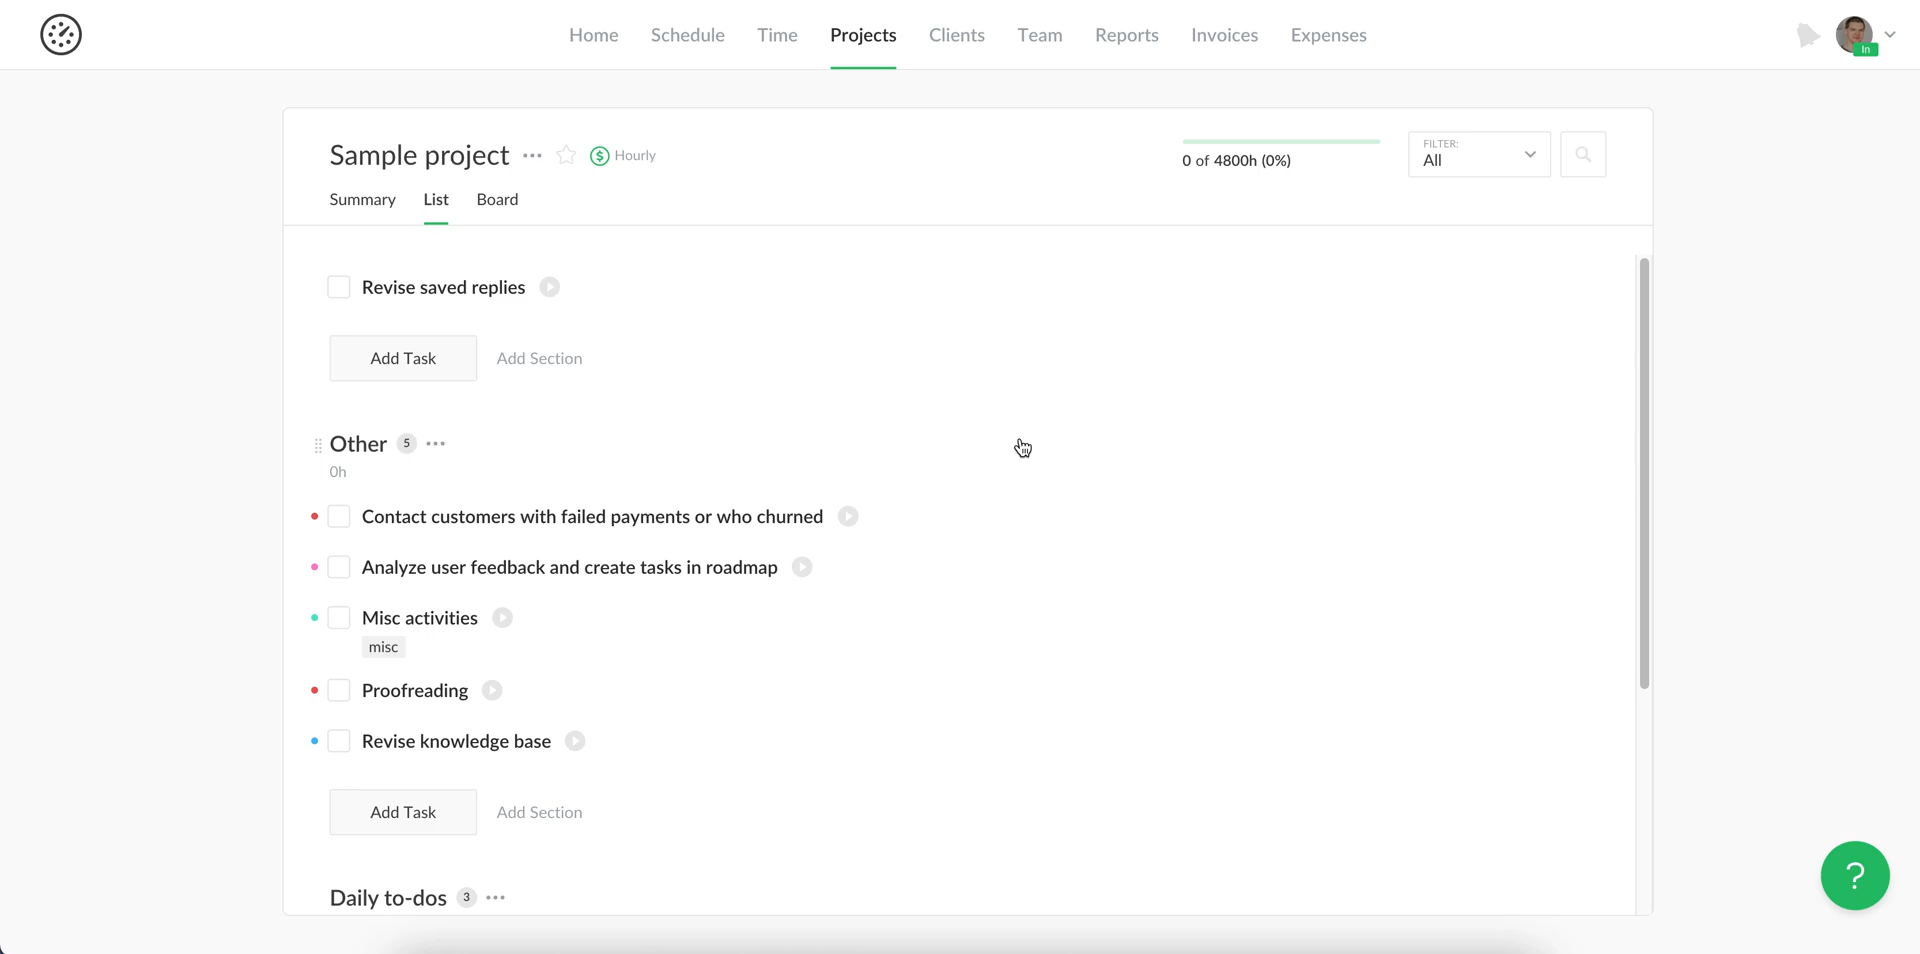 Home Schedule Time Projects Clients Team Reports Invoices Expenses
In
Sample project Hourly
0 of 4800h (0%)
FILTER:
All
Summary List Board
Revise saved replies
Add Task Add Section
Other 5
0h
Contact customers with failed payments or who churned
Analyze user feedback and create tasks in roadmap
Misc activities
misc
Proofreading
Revise knowledge base
Add Task Add Section
?
Daily to-dos 3